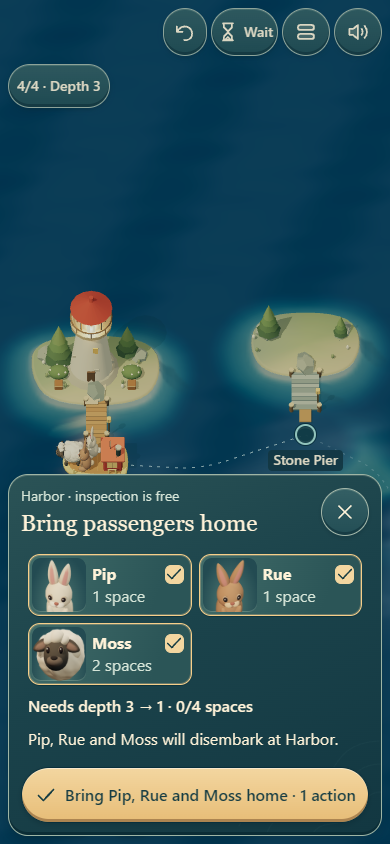 Wait
4/4 · Depth 3
Stone Pier
Harbor · inspection is free
Bring passengers home
Pip
1 space
Rue
1 space
Moss
2 spaces
Needs depth 3 → 1 · 0/4 spaces
Pip, Rue and Moss will disembark at Harbor.
Bring Pip, Rue and Moss home · 1 action